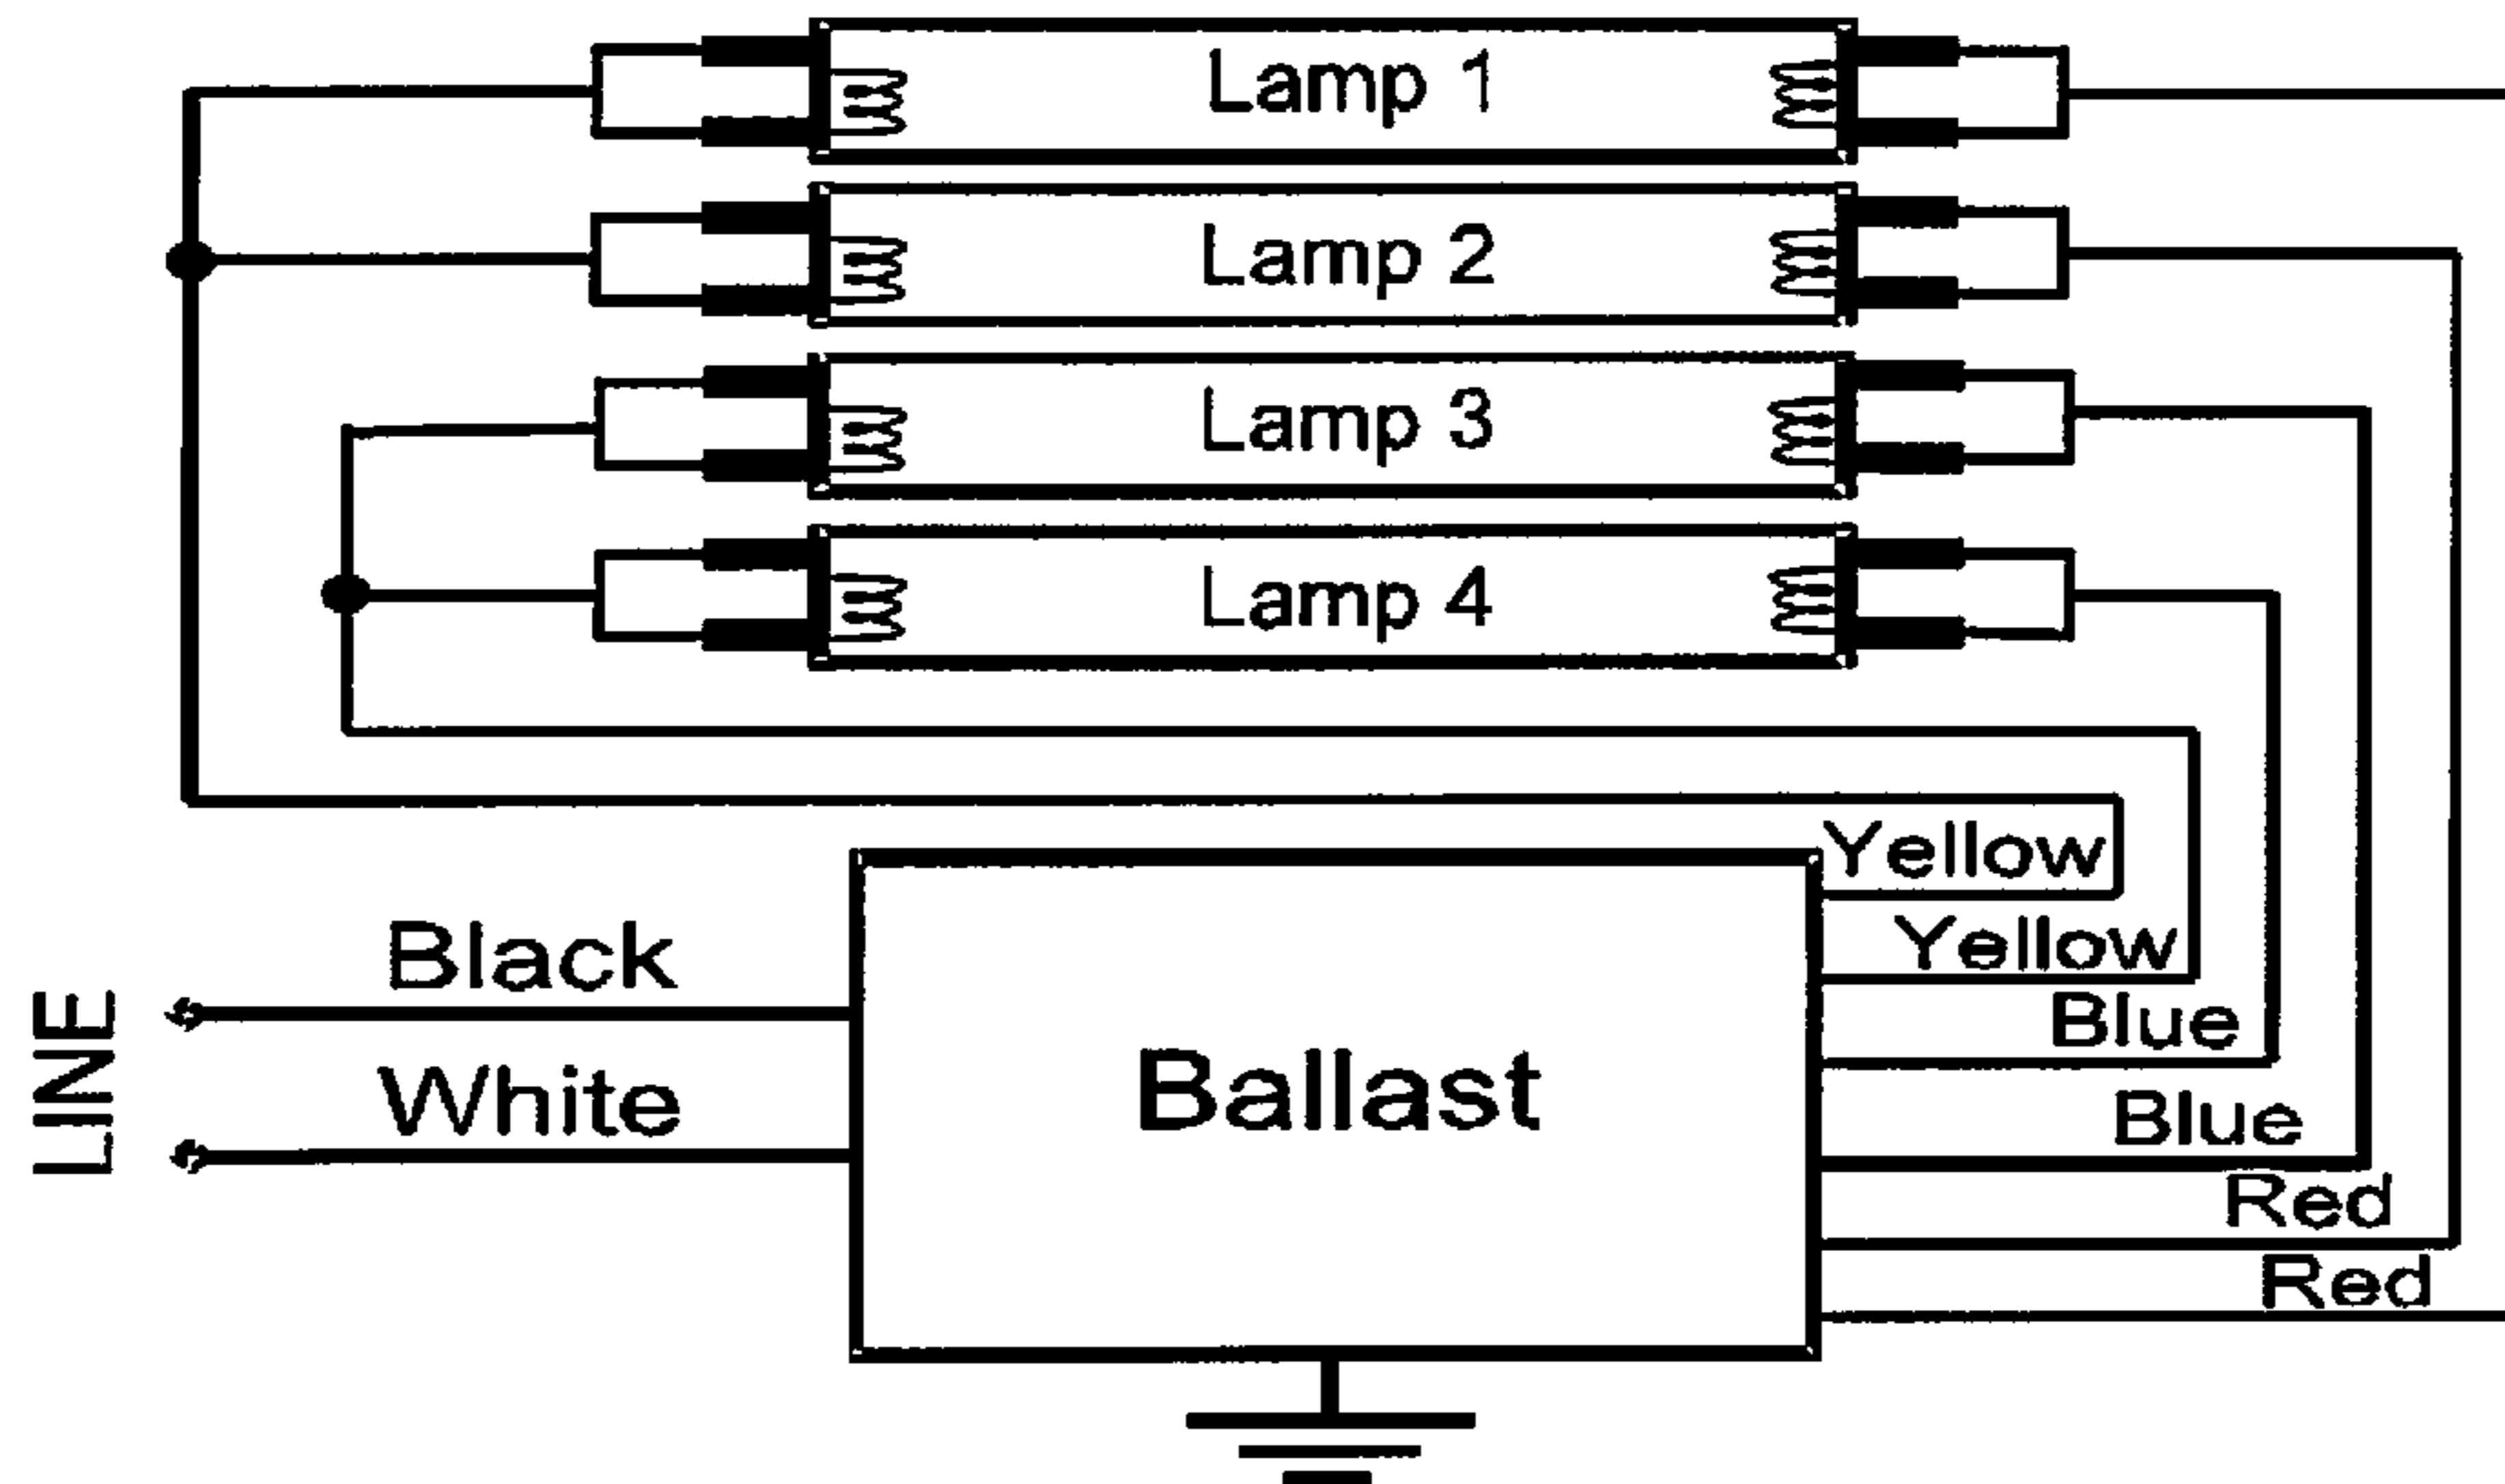 Lamp 1
Lamp 2
Lamp 3
Lamp 4
Yellow
Yellow
Black
Blue
White
Ballast
Blue
Red
Red
LINE